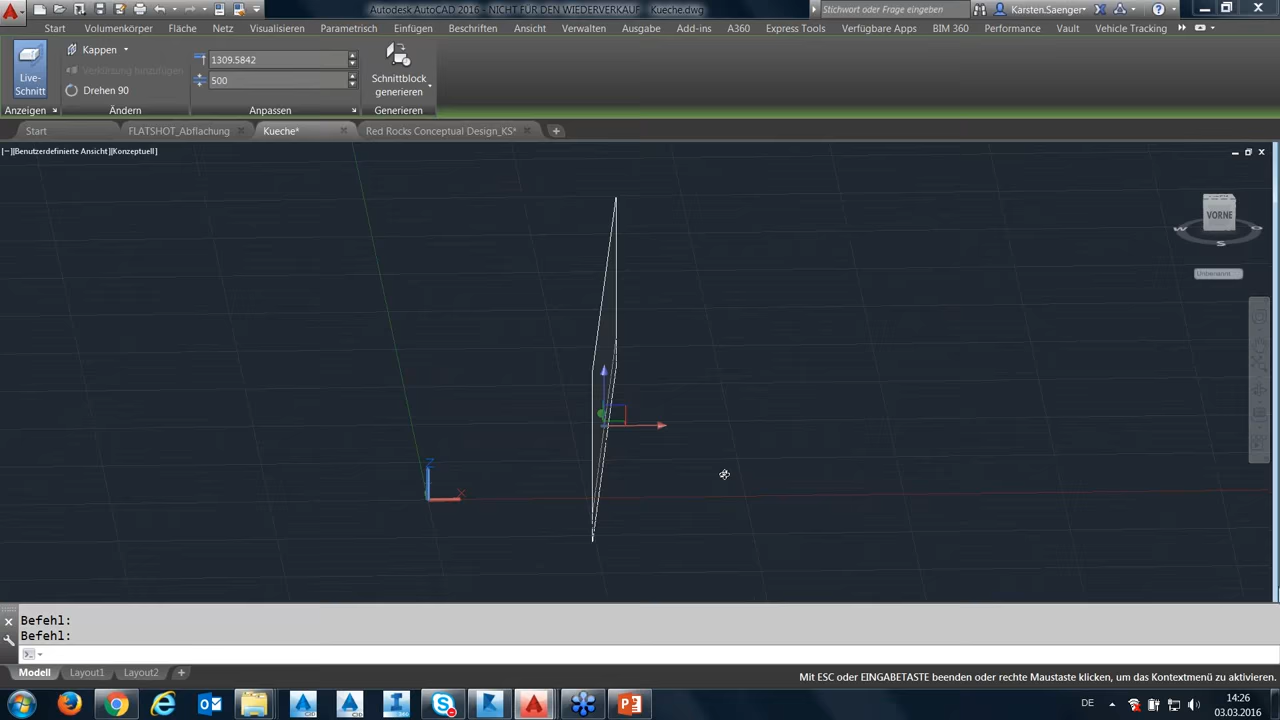 Autodesk AutoCAD 2016 - NICHT FÜR DEN WIEDERVERKAUF Kueche.dwg
Stichwort oder Frage eingeben
Karsten.Saenger
Start Volumenkörper Fläche Netz Visualisieren Parametrisch Einfügen Beschriften Ansicht Verwalten Ausgabe Add-ins A360 Express Tools Verfügbare Apps BIM 360 Performance Vault Vehicle Tracking
Live-
Schnitt
Kappen
Verkürzung hinzufügen
Drehen 90
1309.5842
500
Schnittblock
generieren
Anzeigen Ändern Anpassen Generieren
Start FLATSHOT_Abflachung Kueche* Red Rocks Conceptual Design_KS*
[−]Benutzerdefinierte Ansicht][Konzeptuell]
VORNE
W
S
O
Unbenannt
Z
X
Befehl:
Befehl:
Modell Layout1 Layout2
Mit ESC oder EINGABETASTE beenden oder rechte Maustaste klicken, um das Kontextmenü zu aktivieren.
DE
14:26
03.03.2016